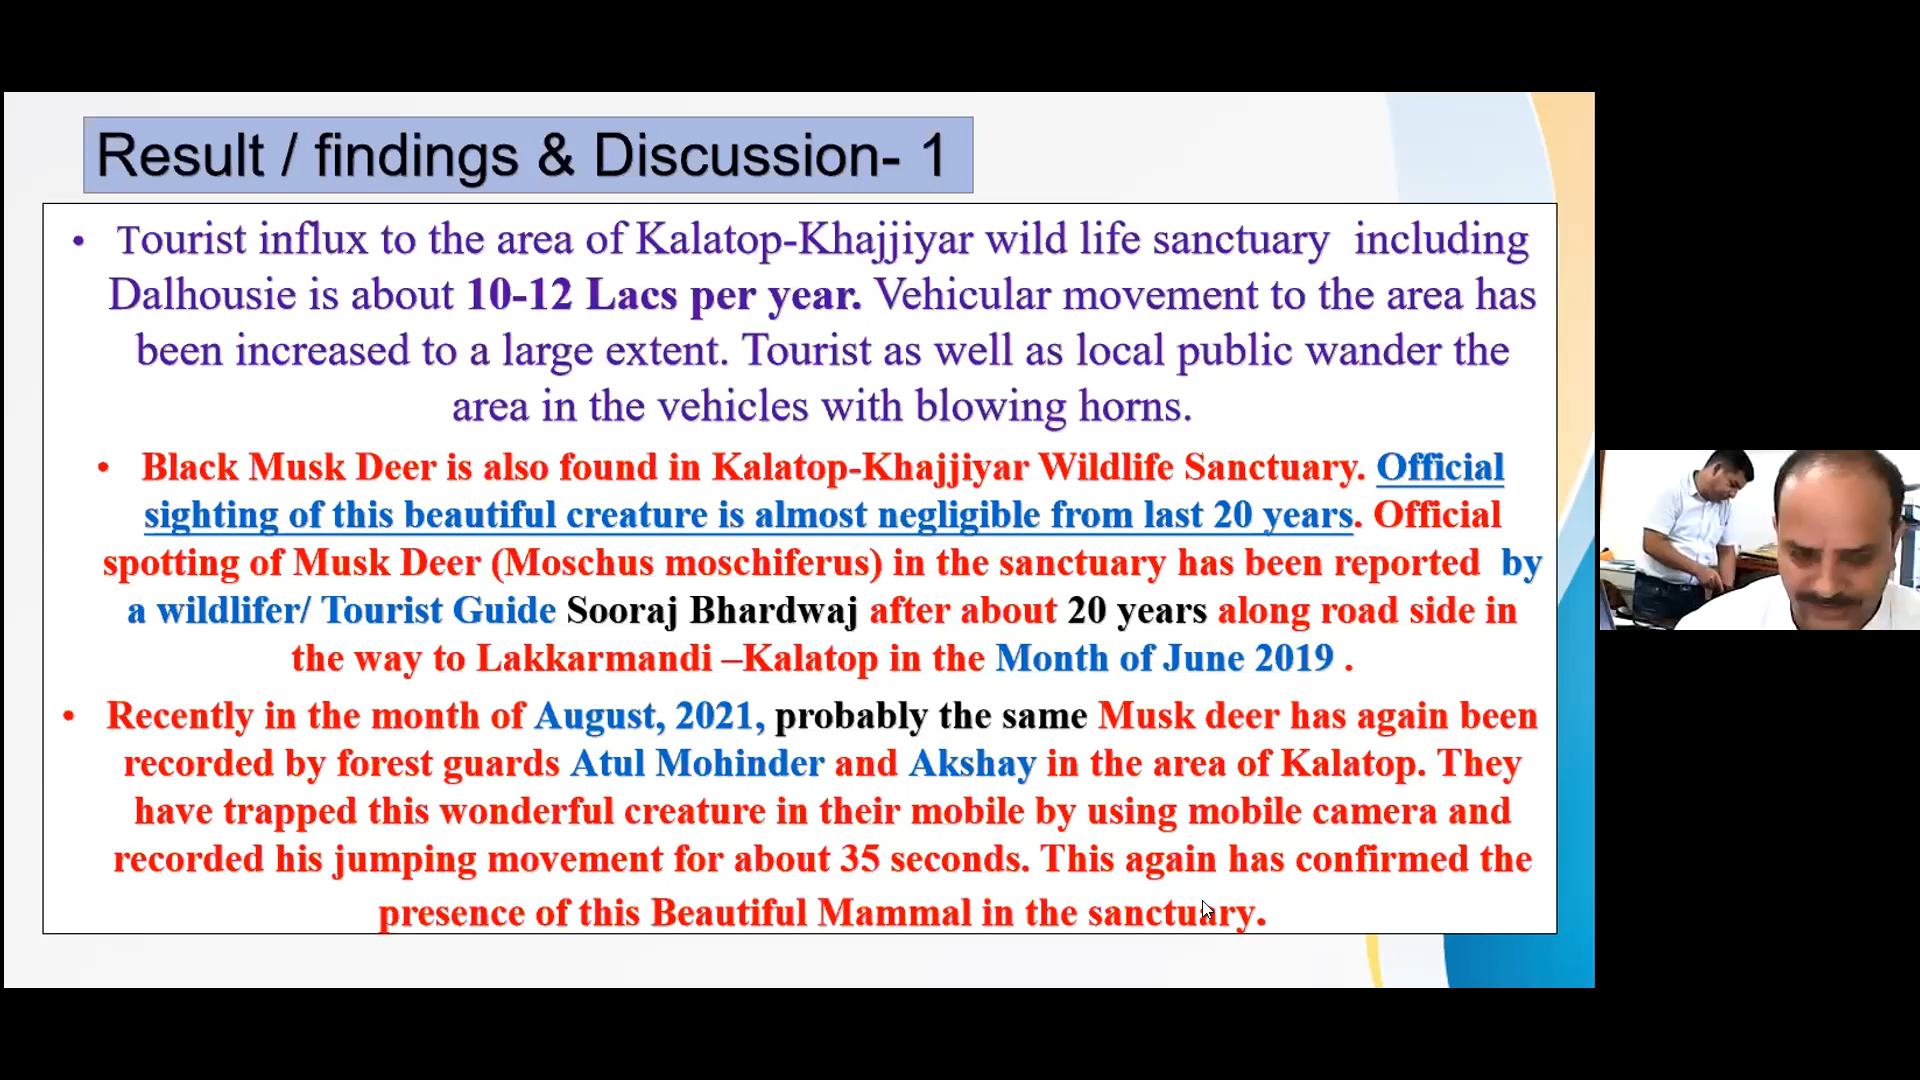 Result / findings & Discussion- 1
• Tourist influx to the area of Kalatop-Khajjiyar wild life sanctuary including
Dalhousie is about 10-12 Lacs per year. Vehicular movement to the area has
been increased to a large extent. Tourist as well as local public wander the
area in the vehicles with blowing horns.
• Black Musk Deer is also found in Kalatop-Khajjiyar Wildlife Sanctuary. Official
sighting of this beautiful creature is almost negligible from last 20 years. Official
spotting of Musk Deer (Moschus moschiferus) in the sanctuary has been reported by
a wildlifer/ Tourist Guide Sooraj Bhardwaj after about 20 years along road side in
the way to Lakkarmandi –Kalatop in the Month of June 2019 .
• Recently in the month of August, 2021, probably the same Musk deer has again been
recorded by forest guards Atul Mohinder and Akshay in the area of Kalatop. They
have trapped this wonderful creature in their mobile by using mobile camera and
recorded his jumping movement for about 35 seconds. This again has confirmed the
presence of this Beautiful Mammal in the sanctuary.